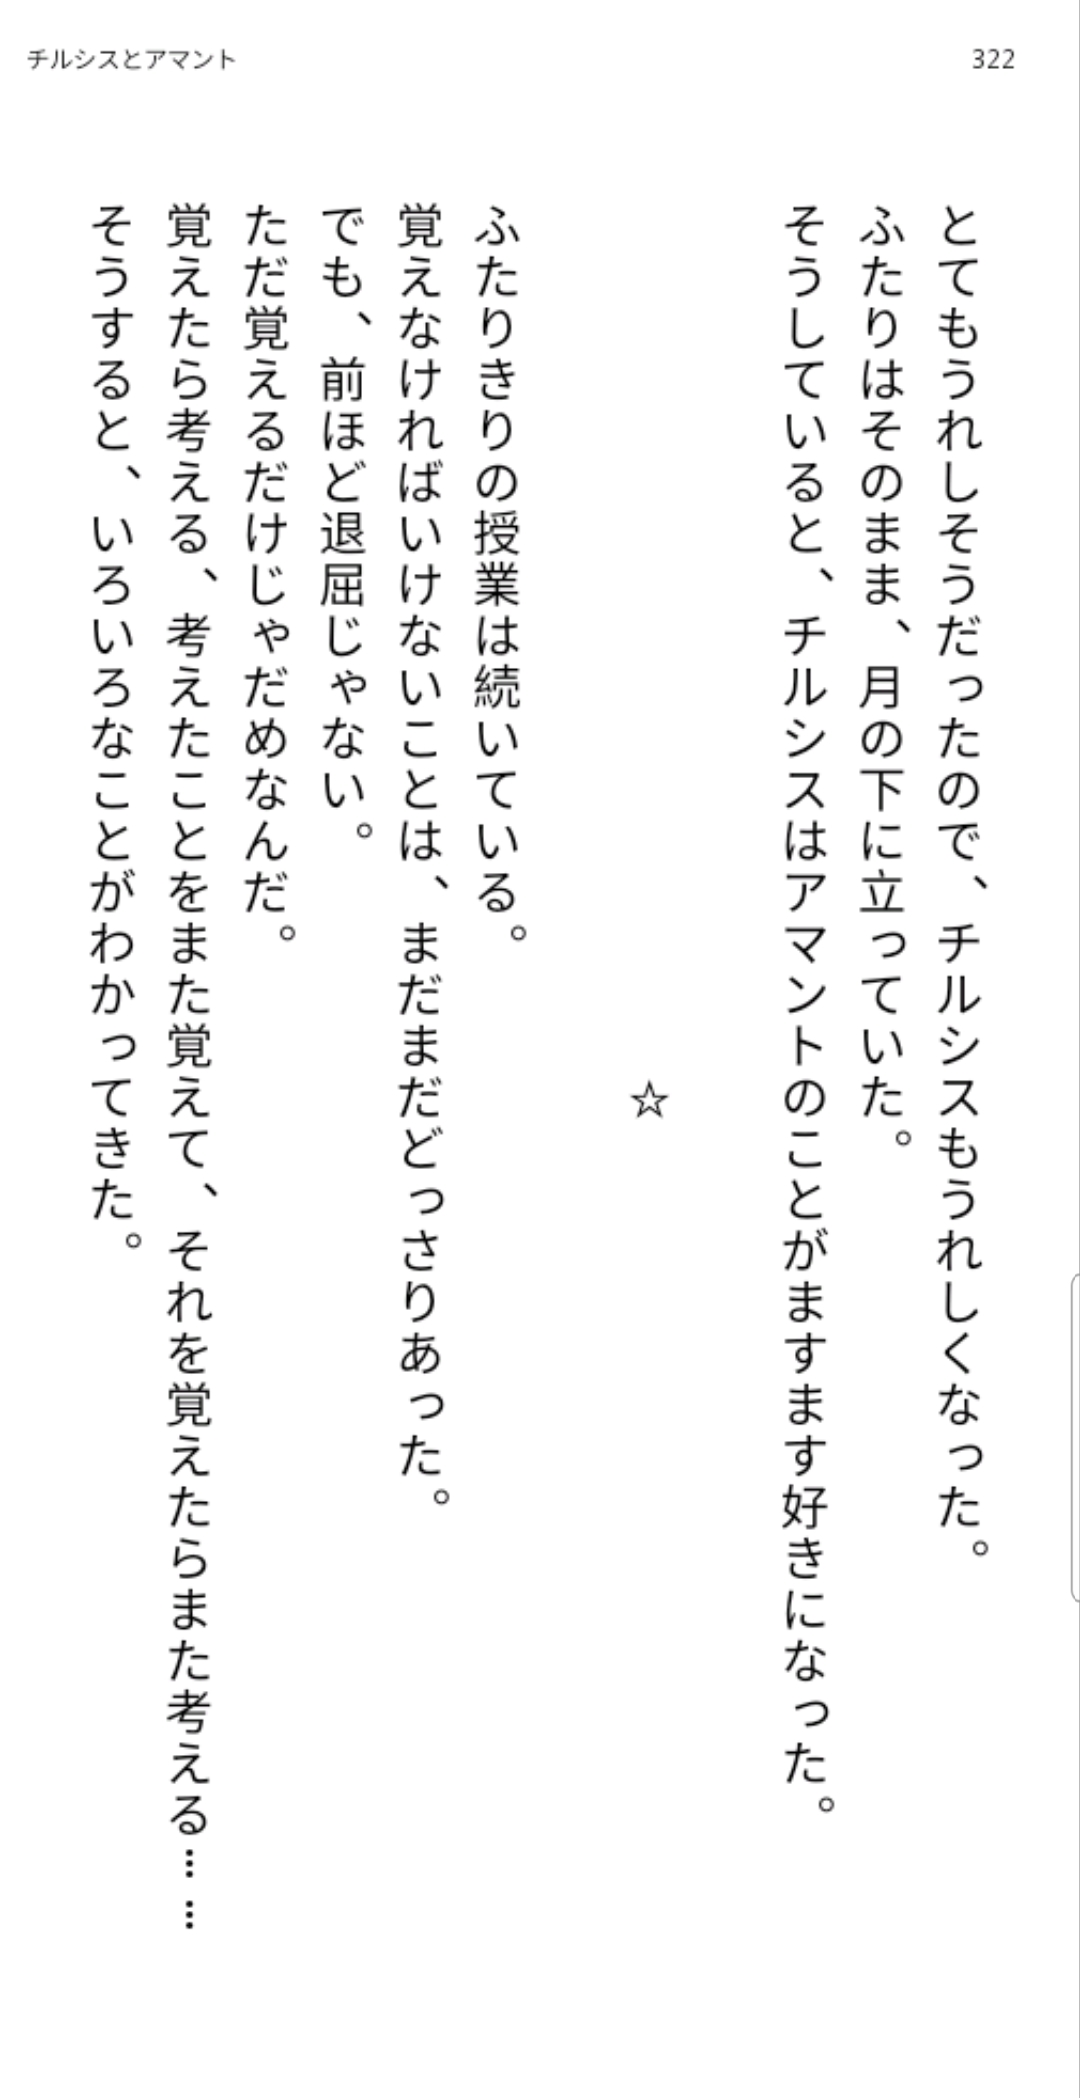 チルシスとアマント
322
とてもうれしそうだったので、チルシスもうれしくなった。
ふたりはそのまま、月の下に立っていた。
そうしていると、チルシスはアマントのことがますます好きになった。
☆
ふたりきりの授業は続いている。
覚えなければいけないことは、まだまだどっさりあった。
でも、前ほど退屈じゃない。
ただ覚えるだけじゃだめなんだ。
覚えたら考える、考えたことをまた覚えて、それを覚えたらまた考える……
そうすると、いろいろなことがわかってきた。